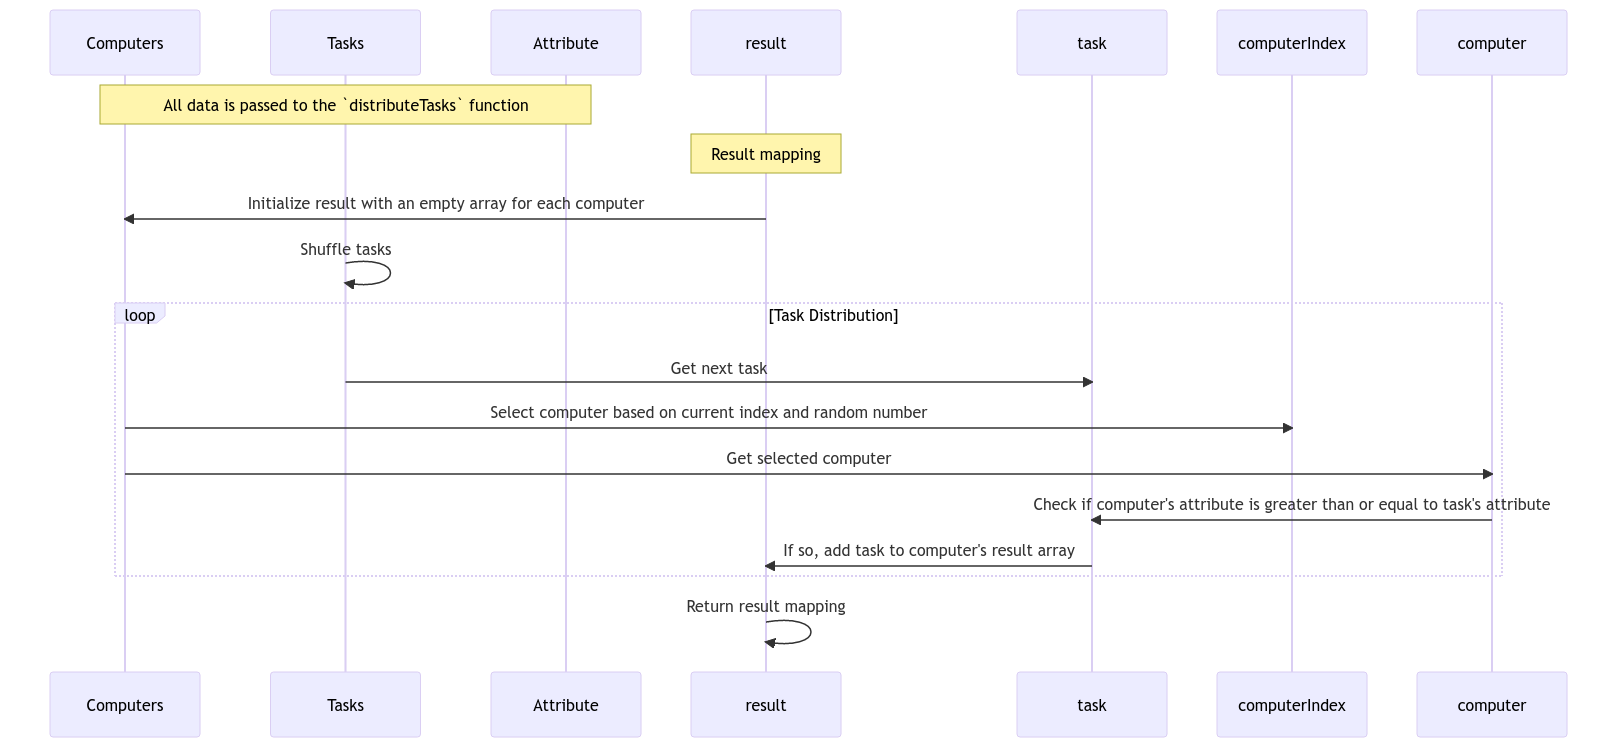 Computers
Tasks
Attribute
result
task
computerIndex
computer
All data is passed to the `distributeTasks` function
Result mapping
Initialize result with an empty array for each computer
Shuffle tasks
loop
[Task Distribution]
Get next task
Select computer based on current index and random number
Get selected computer
Check if computer's attribute is greater than or equal to task's attribute
If so, add task to computer's result array
Return result mapping
Computers
Tasks
Attribute
result
task
computerIndex
computer